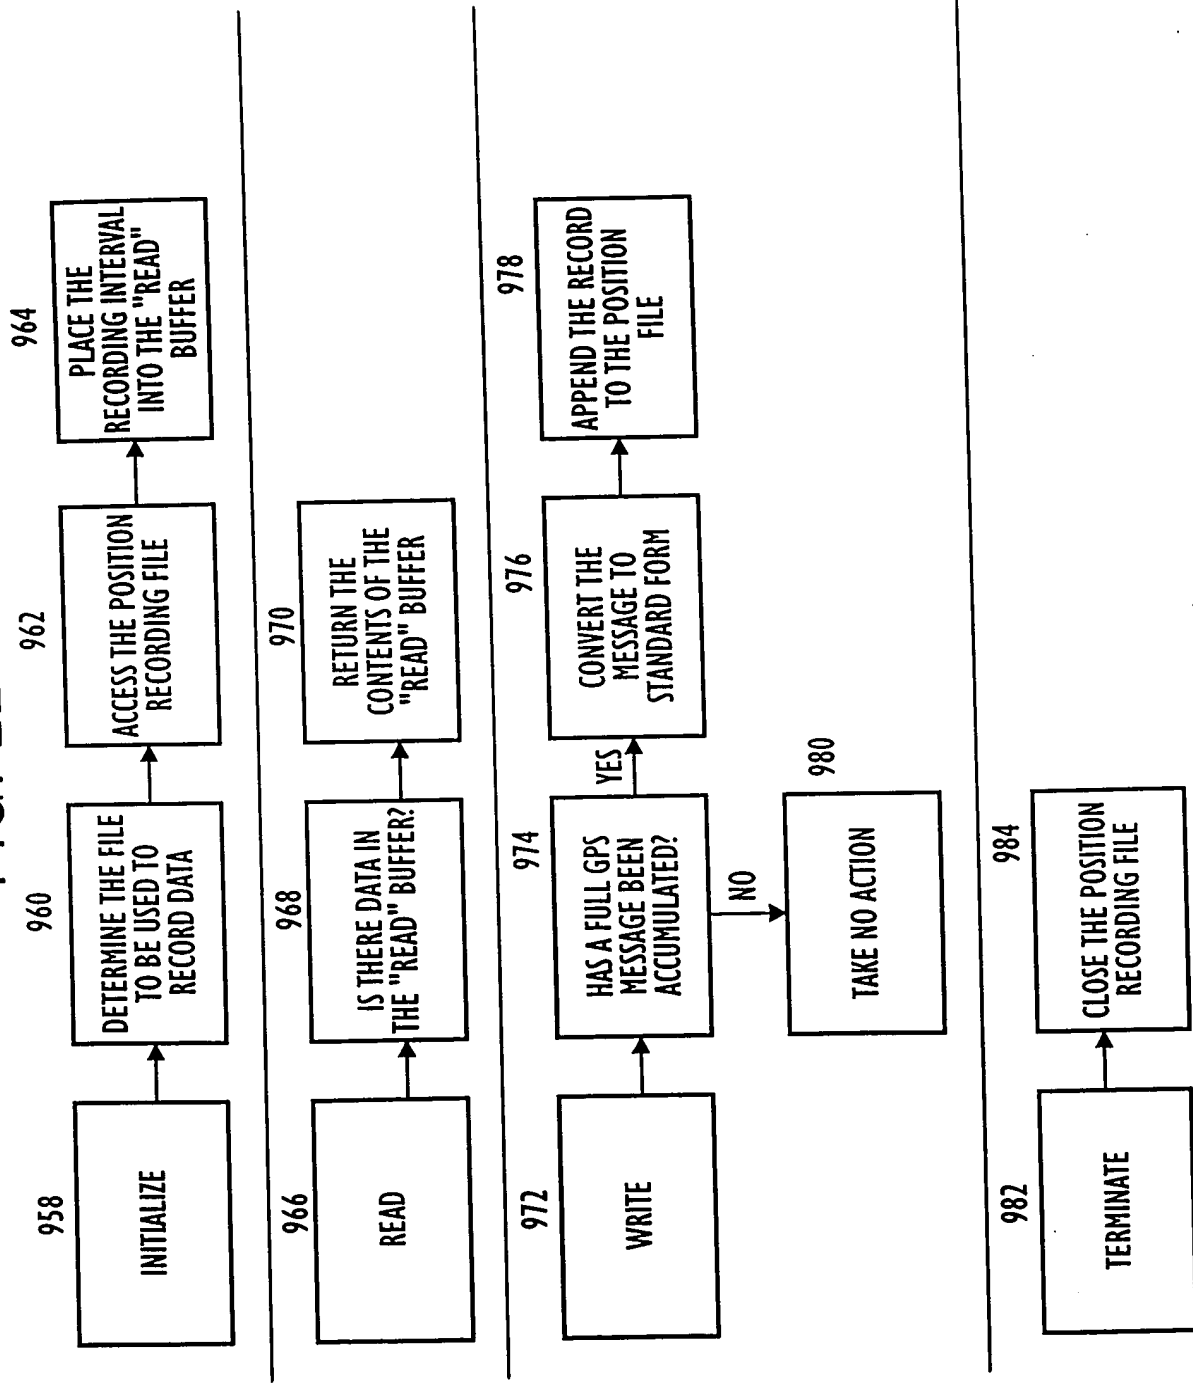 958
INITIALIZE
960
DETERMINE THE FILE
TO BE USED TO
RECORD DATA
962
ACCESS THE POSITION
RECORDING FILE
964
PLACE THE
RECORDING INTERVAL
INTO THE "READ"
BUFFER
966
READ
968
IS THERE DATA IN
THE "READ" BUFFER?
970
RETURN THE
CONTENTS OF THE
"READ" BUFFER
972
WRITE
974
HAS A FULL GPS
MESSAGE BEEN
ACCUMULATED?
YES
976
CONVERT THE
MESSAGE TO
STANDARD FORM
978
APPEND THE RECORD
TO THE POSITION
FILE
NO
980
TAKE NO ACTION
982
TERMINATE
984
CLOSE THE POSITION
RECORDING FILE